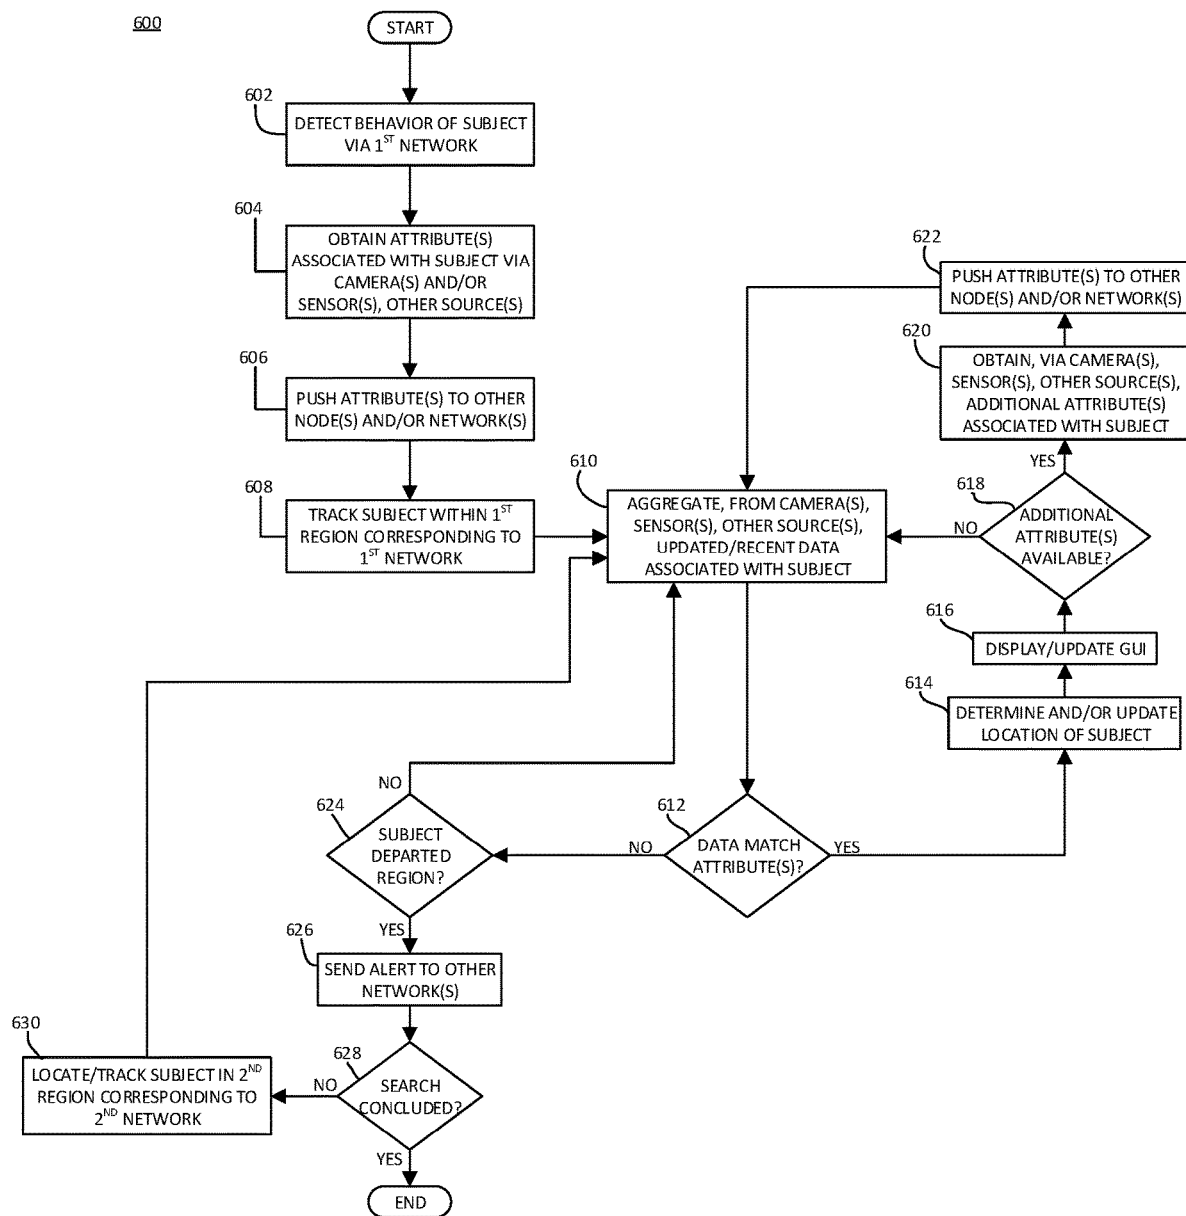 600
START
602
DETECT BEHAVIOR OF SUBJECT
VIA 1ST NETWORK
604
OBTAIN ATTRIBUTE(S)
ASSOCIATED WITH SUBJECT VIA
CAMERA(S) AND/OR
SENSOR(S), OTHER SOURCE(S)
606
PUSH ATTRIBUTE(S) TO OTHER
NODE(S) AND/OR NETWORK(S)
608
TRACK SUBJECT WITHIN 1ST
REGION CORRESPONDING TO
1ST NETWORK
610
AGGREGATE, FROM CAMERA(S),
SENSOR(S), OTHER SOURCE(S),
UPDATED/RECENT DATA
ASSOCIATED WITH SUBJECT
622
PUSH ATTRIBUTE(S) TO OTHER
NODE(S) AND/OR NETWORK(S)
620
OBTAIN, VIA CAMERA(S),
SENSOR(S), OTHER SOURCE(S),
ADDITIONAL ATTRIBUTE(S)
ASSOCIATED WITH SUBJECT
YES
618
NO
ADDITIONAL
ATTRIBUTE(S)
AVAILABLE?
616
DISPLAY/UPDATE GUI
614
DETERMINE AND/OR UPDATE
LOCATION OF SUBJECT
612
NO
DATA MATCH
ATTRIBUTE(S)?
YES
NO
624
SUBJECT
DEPARTED
REGION?
YES
626
SEND ALERT TO OTHER
NETWORK(S)
628
SEARCH
CONCLUDED?
NO
630
LOCATE/TRACK SUBJECT IN 2ND
REGION CORRESPONDING TO
2ND NETWORK
YES
END